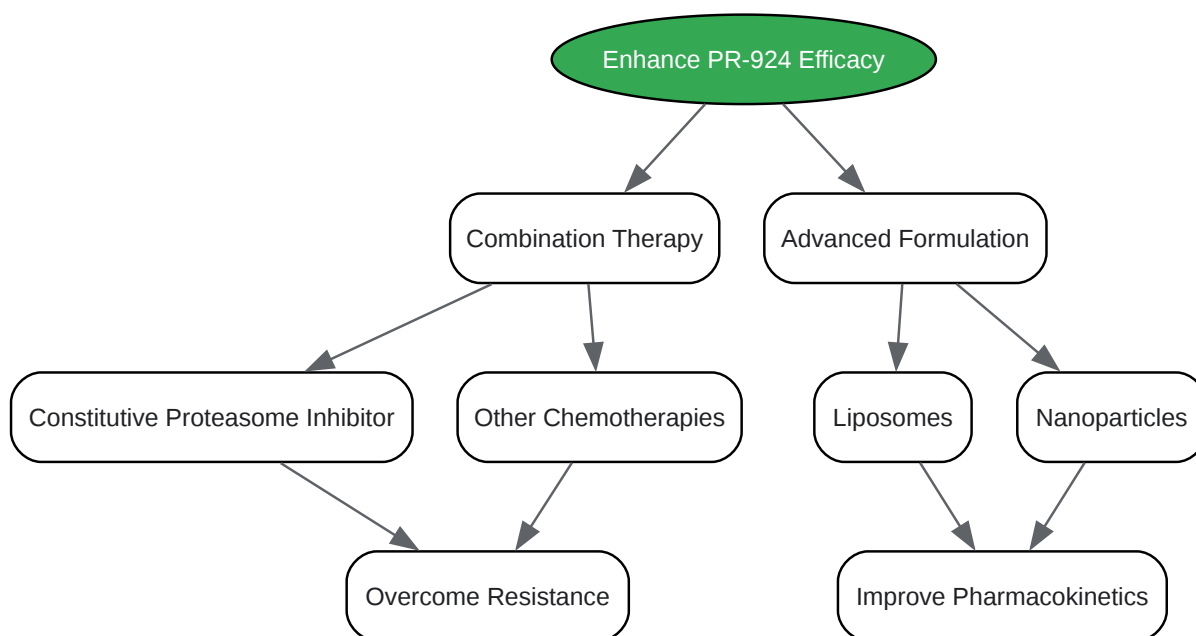 Enhance PR-924 Efficacy
Combination Therapy
Advanced Formulation
Constitutive Proteasome Inhibitor
Other Chemotherapies
Liposomes
Nanoparticles
Overcome Resistance
Improve Pharmacokinetics